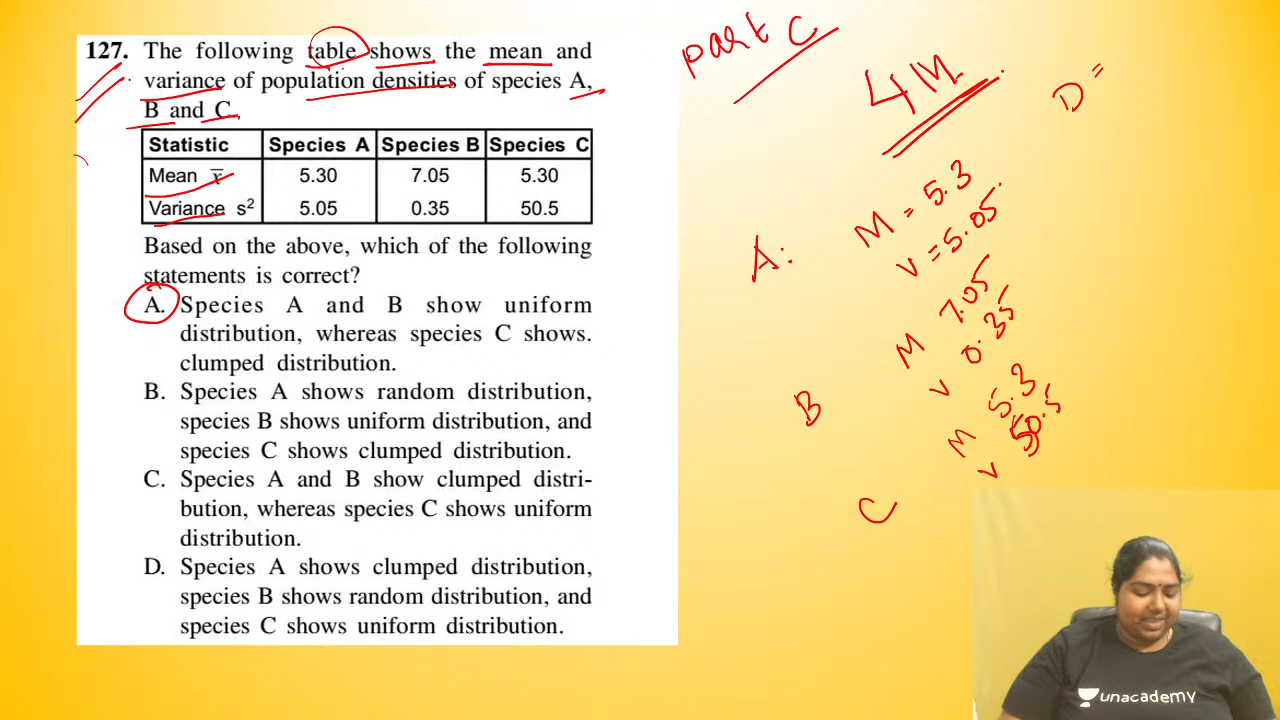 127. The following table shows the mean and
variance of population densities of species A,
B and C.
Statistic Species A Species B Species C
Mean x̅ 5.30 7.05 5.30
Variance s² 5.05 0.35 50.5
Based on the above, which of the following
statements is correct?
A. Species A and B show uniform
distribution, whereas species C shows.
clumped distribution.
B. Species A shows random distribution,
species B shows uniform distribution, and
species C shows clumped distribution.
C. Species A and B show clumped distri-
bution, whereas species C shows uniform
distribution.
D. Species A shows clumped distribution,
species B shows random distribution, and
species C shows uniform distribution.
part C
4M
D =
A: M = 5.3
V = 5.05
B M 7.05
V 0.35
C M 5.3
V 50.5
unacademy